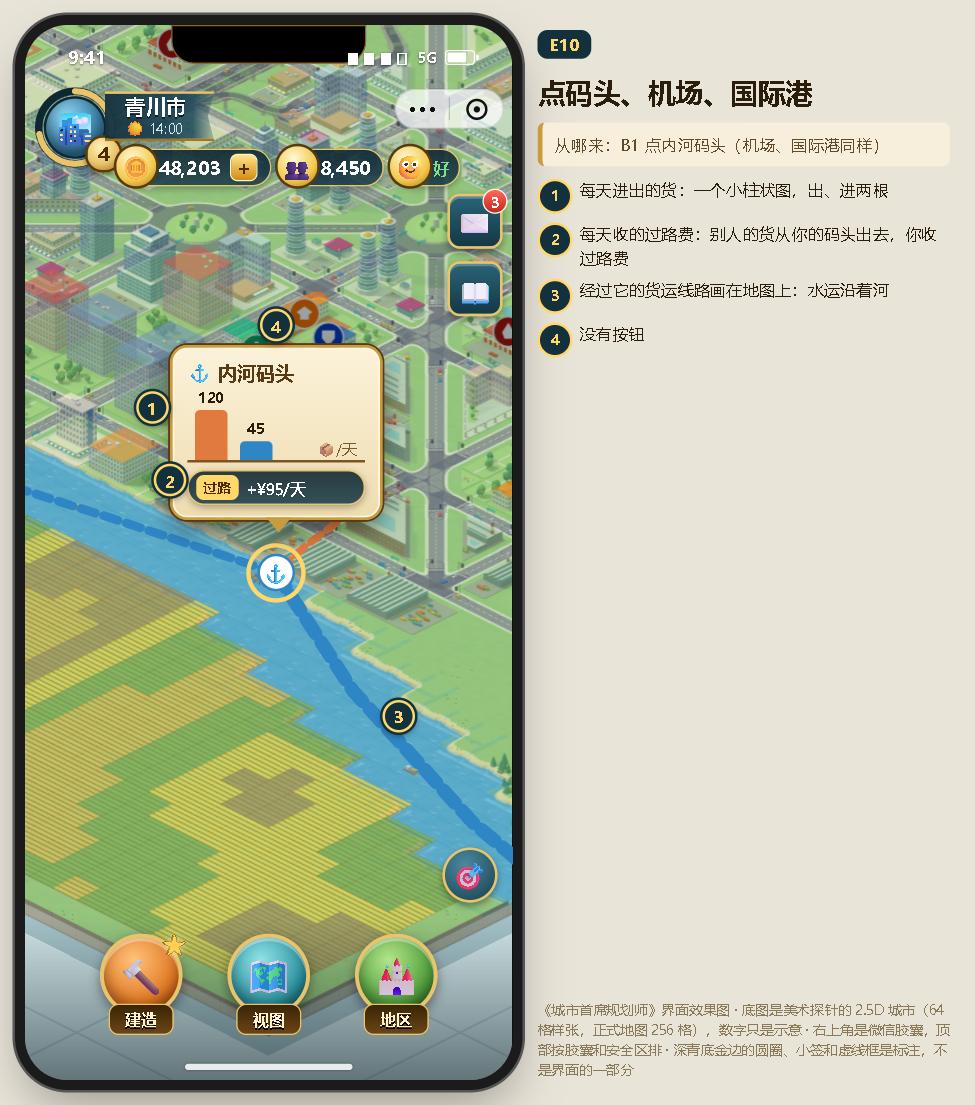 9:41
5G
青川市
14:00
4
48,203
+
8,450
好
3
4
内河码头
1
120
45
/天
2
过路
+¥95/天
3
建造
视图
地区
E10
点码头、机场、国际港
从哪来：B1 点内河码头（机场、国际港同样）
1 每天进出的货：一个小柱状图，出、进两根
2 每天收的过路费：别人的货从你的码头出去，你收
过路费
3 经过它的货运线路画在地图上：水运沿着河
4 没有按钮
《城市首席规划师》界面效果图 · 底图是美术探针的 2.5D 城市（64
格样张，正式地图 256 格），数字只是示意 · 右上角是微信胶囊，顶
部按胶囊和安全区排 · 深青底金边的圆圈、小签和虚线框是标注，不
是界面的一部分